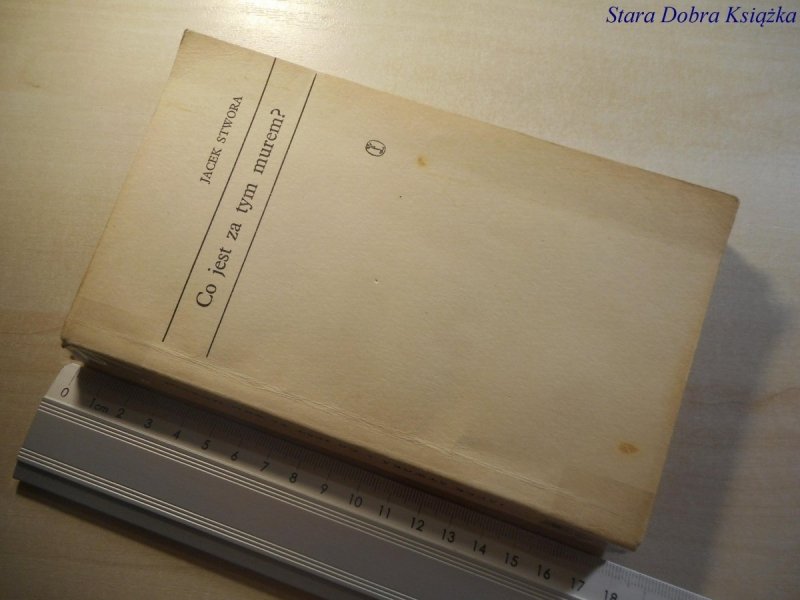 Stara Dobra Książka
JACEK STWORA
Co jest za tym murem?
0 1cm 2 3 4 5 6 7 8 9 10 11 12 13 14 15 16 17 18